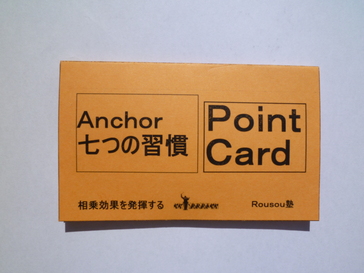 Anchor
七つの習慣
Point
Card
相乗効果を発揮する
Rousou塾